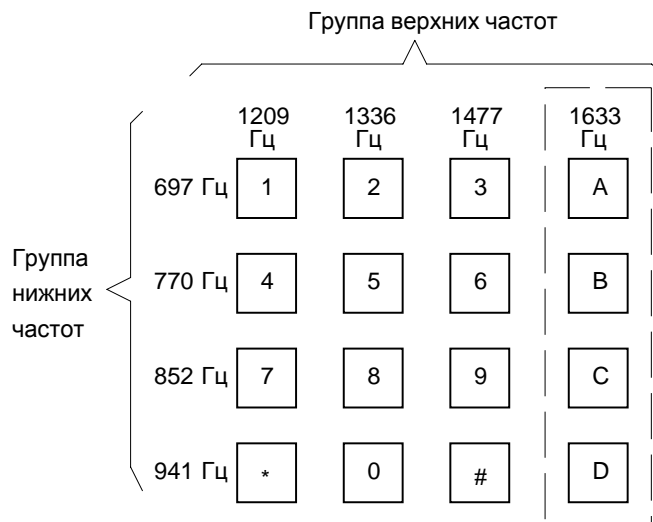 Группа верхних частот
1209 1336 1477 1633
Гц Гц Гц Гц
697 Гц 1 2 3 A
Группа
нижних
частот
770 Гц 4 5 6 B
852 Гц 7 8 9 C
941 Гц * 0 # D